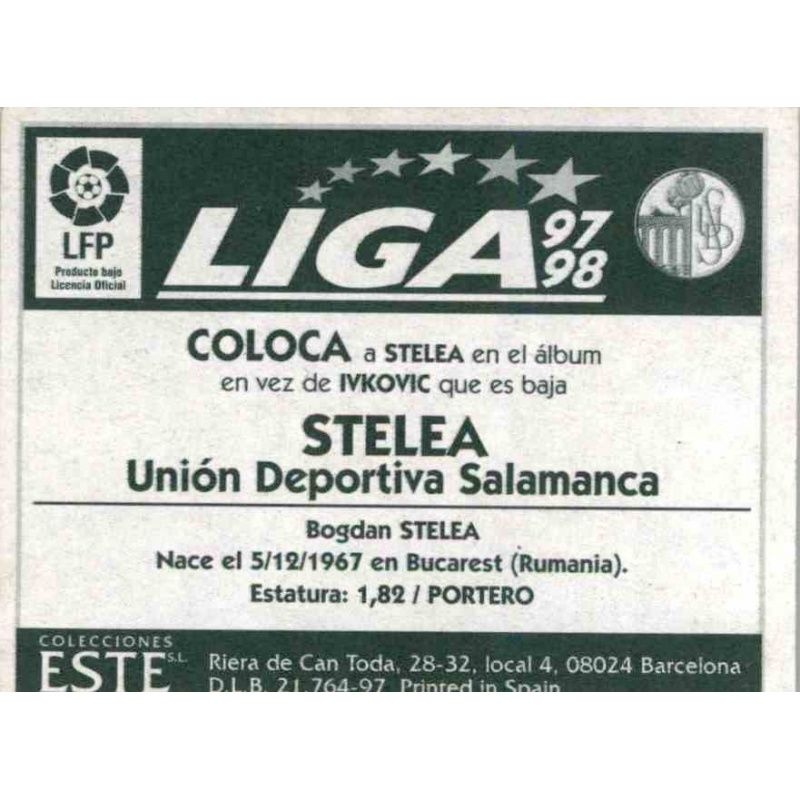 LFP
Producto bajo
Licencia Oficial
LIGA 97 98
COLOCA a STELEA en el álbum
en vez de IVKOVIC que es baja
STELEA
Unión Deportiva Salamanca
Bogdan STELEA
Nace el 5/12/1967 en Bucarest (Rumania).
Estatura: 1,82 / PORTERO
COLECCIONES
ESTE S.L.
Riera de Can Toda, 28-32, local 4, 08024 Barcelona
D.L.B. 21.764-97 Printed in Spain